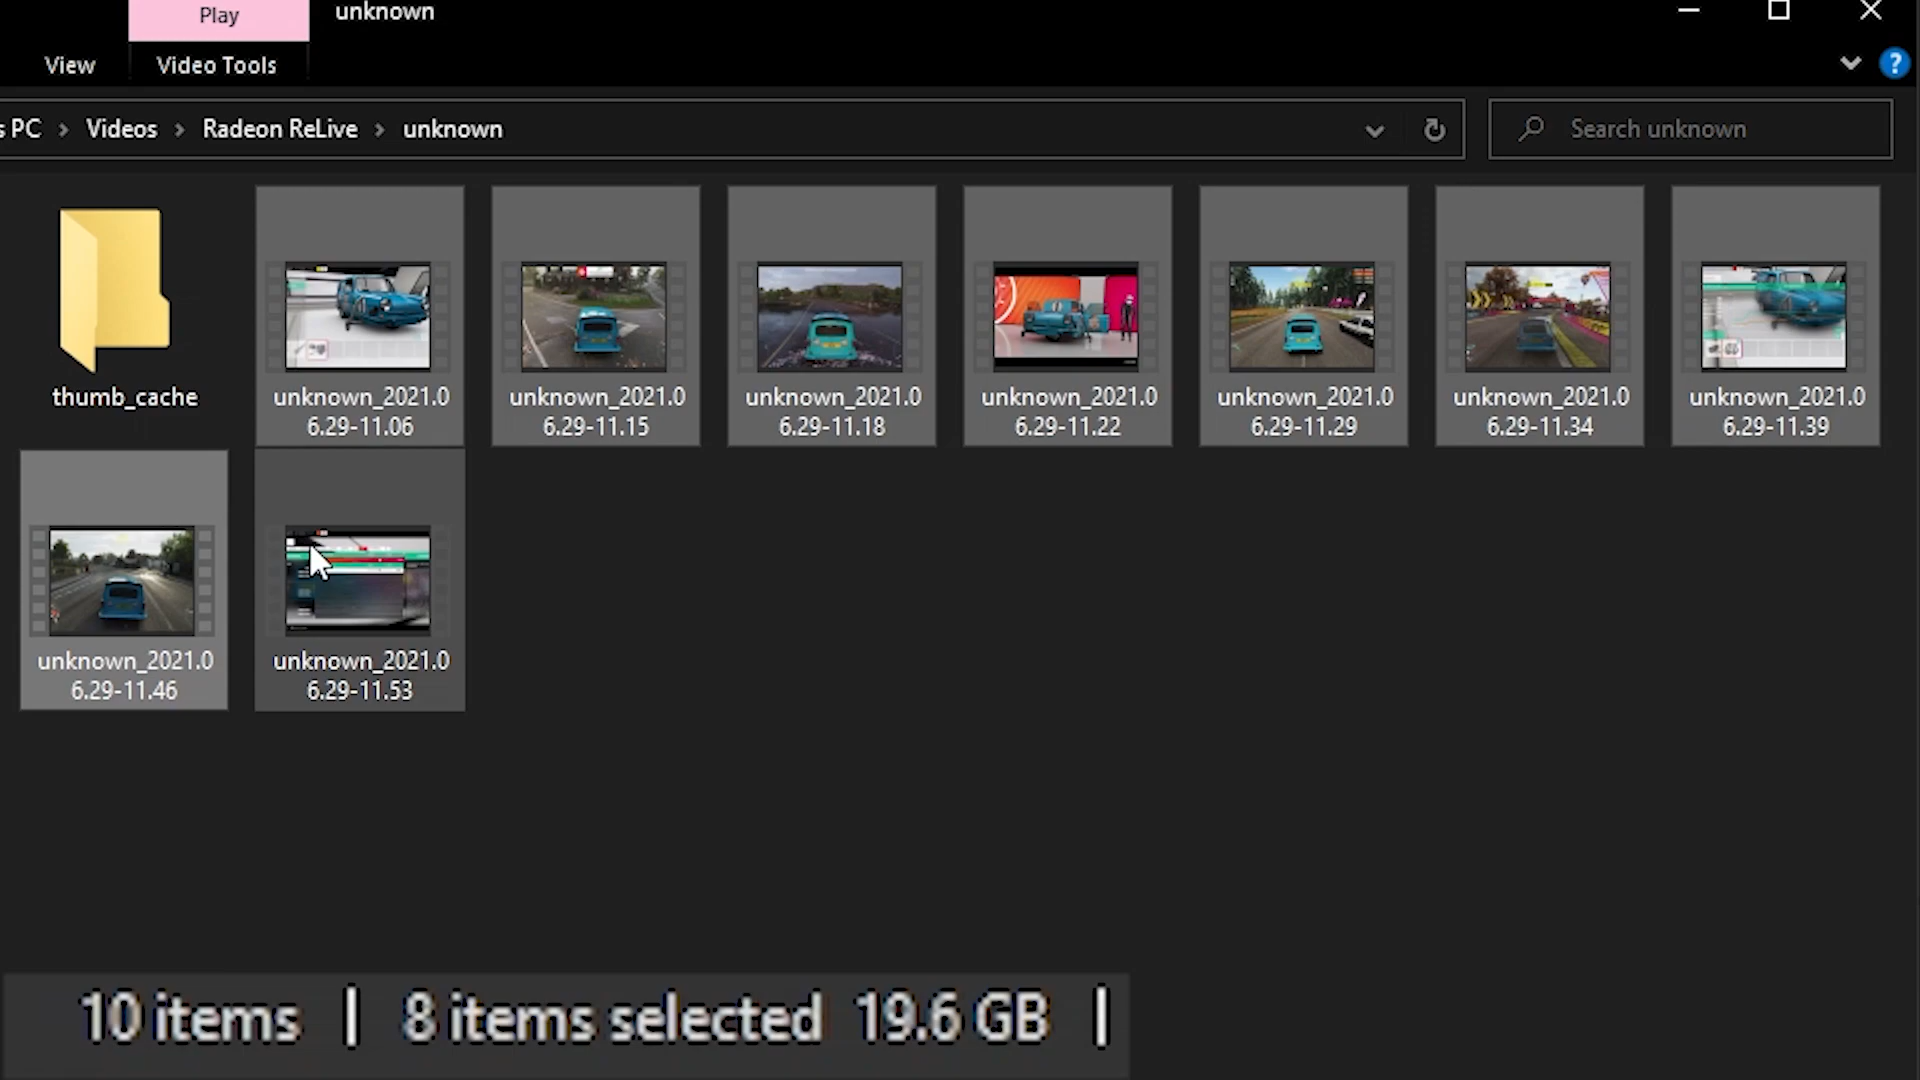 Play
unknown
View
Video Tools
?
s PC > Videos > Radeon ReLive > unknown
Search unknown
thumb_cache
unknown_2021.0
6.29-11.06
unknown_2021.0
6.29-11.15
unknown_2021.0
6.29-11.18
unknown_2021.0
6.29-11.22
unknown_2021.0
6.29-11.29
unknown_2021.0
6.29-11.34
unknown_2021.0
6.29-11.39
unknown_2021.0
6.29-11.46
unknown_2021.0
6.29-11.53
10 items | 8 items selected 19.6 GB |